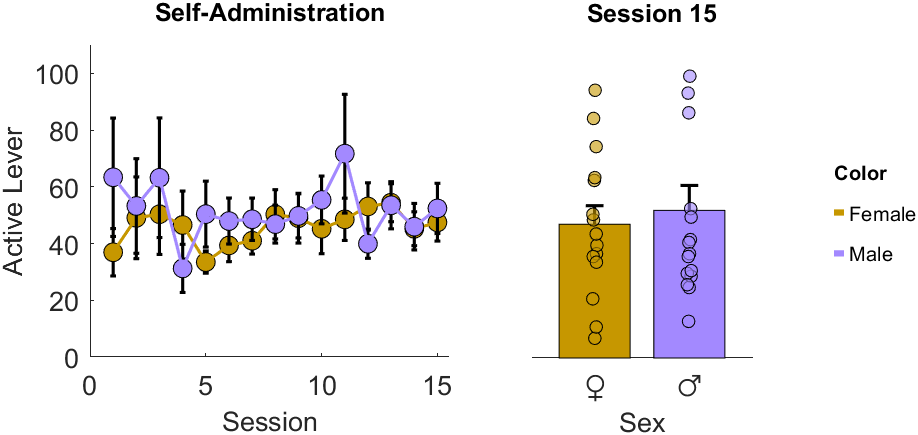 Self-Administration
Session 15
100
80
60
40
20
0
Active Lever
0 5 10 15
Session
♀ ♂
Sex
Color
Female
Male